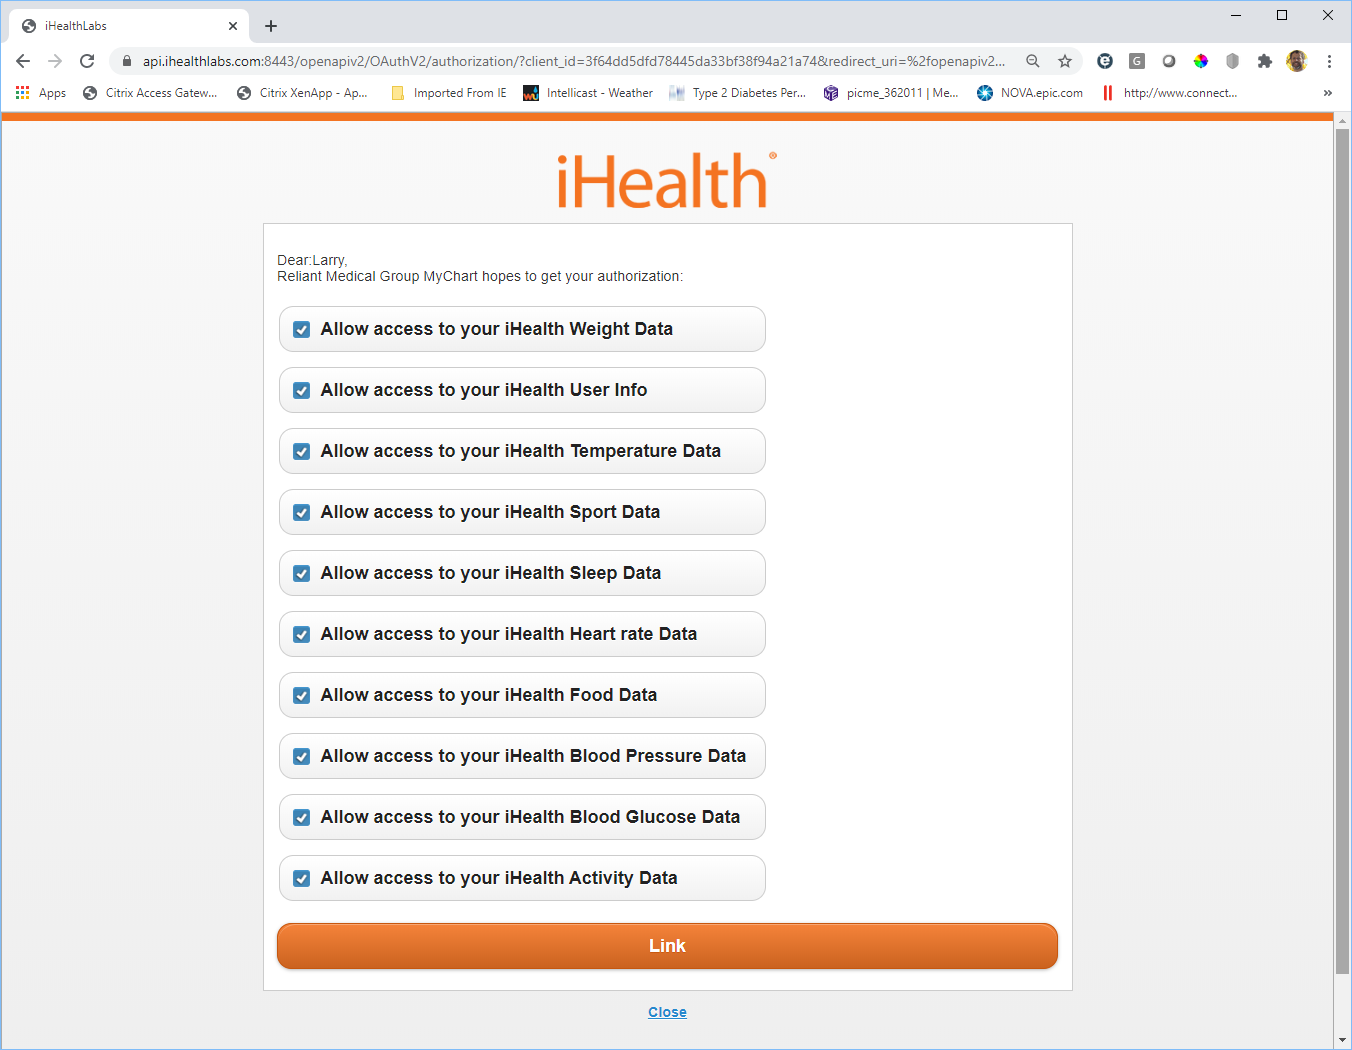 iHealthLabs
api.ihealthlabs.com:8443/openapiv2/OAuthV2/authorization/?client_id=3f64dd5dfd78445da33bf38f94a21a74&redirect_uri=%2fopenapiv2...
Apps Citrix Access Gatew... Citrix XenApp - Ap... Imported From IE Intellicast - Weather Type 2 Diabetes Per... picme_362011 | Me... NOVA.epic.com http://www.connect... »
iHealth®
Dear:Larry,
Reliant Medical Group MyChart hopes to get your authorization:
Allow access to your iHealth Weight Data
Allow access to your iHealth User Info
Allow access to your iHealth Temperature Data
Allow access to your iHealth Sport Data
Allow access to your iHealth Sleep Data
Allow access to your iHealth Heart rate Data
Allow access to your iHealth Food Data
Allow access to your iHealth Blood Pressure Data
Allow access to your iHealth Blood Glucose Data
Allow access to your iHealth Activity Data
Link
Close